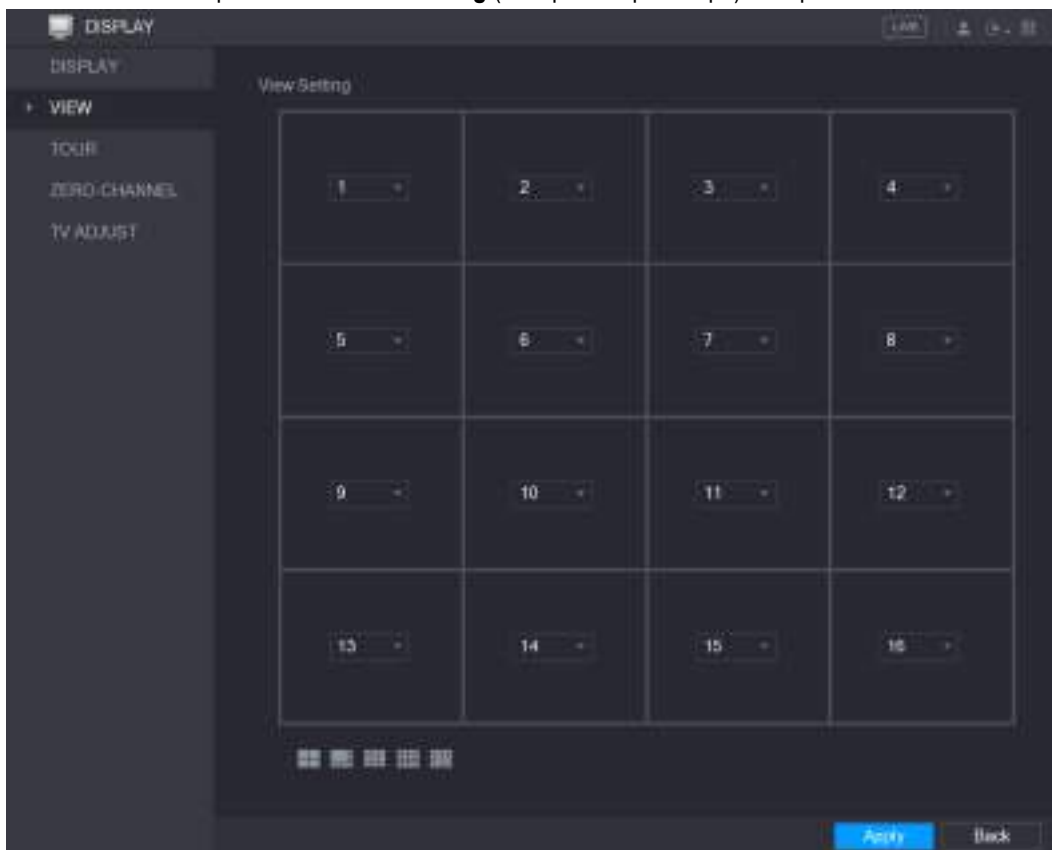 DISPLAY
LIVE
DISPLAY
View Setting
VIEW
TOUR
ZERO-CHANNEL
TV ADJUST
1 2 3 4
5 6 7 8
9 10 11 12
13 14 15 16
Apply Back